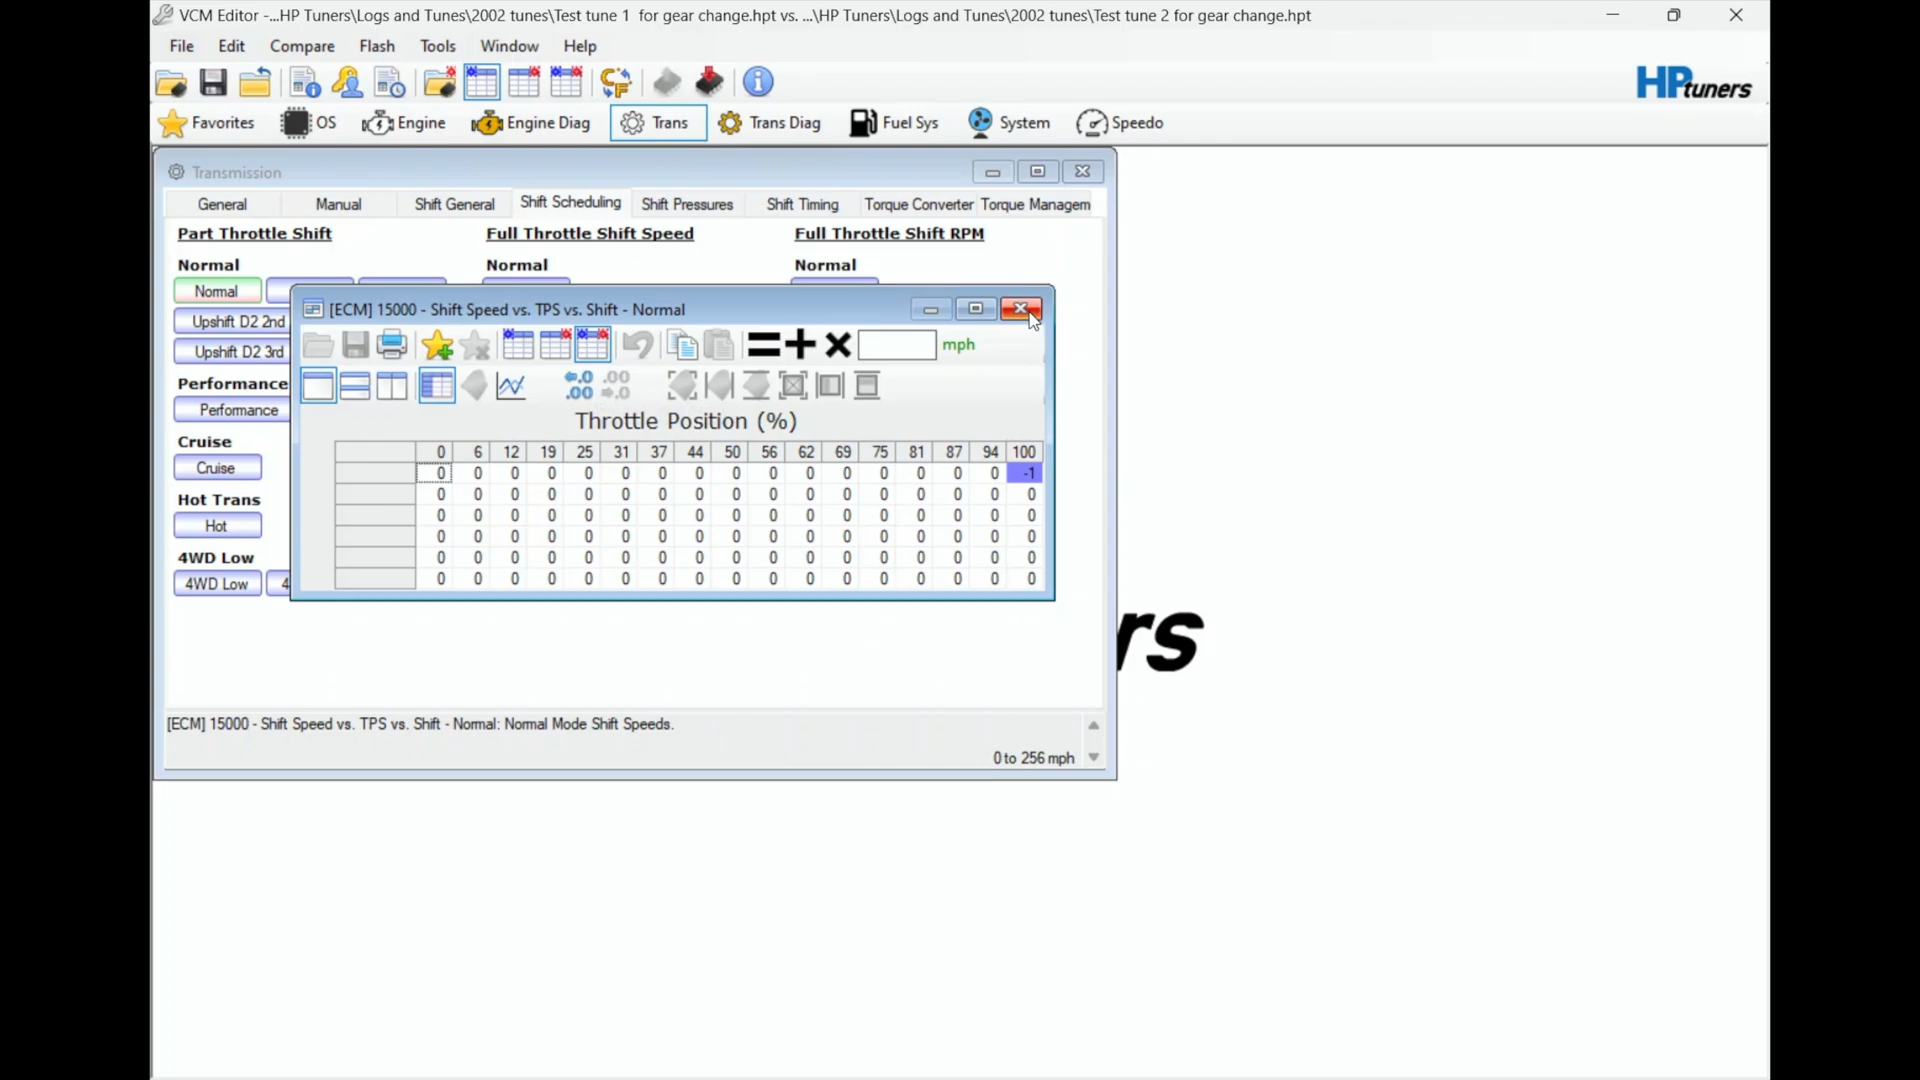 VCM Editor -...HP Tuners\Logs and Tunes\2002 tunes\Test tune 1  for gear change.hpt vs. ...\HP Tuners\Logs and Tunes\2002 tunes\Test tune 2 for gear change.hpt
File Edit Compare Flash Tools Window Help
HPtuners
Favorites OS Engine Engine Diag Trans Trans Diag Fuel Sys System Speedo
Transmission
General Manual Shift General Shift Scheduling Shift Pressures Shift Timing Torque Converter Torque Managem
Part Throttle Shift Full Throttle Shift Speed Full Throttle Shift RPM
Normal Normal Normal
Normal
Upshift D2 2nd
Upshift D2 3rd
Performance
Performance
Cruise
Cruise
Hot Trans
Hot
4WD Low
4WD Low 4
[ECM] 15000 - Shift Speed vs. TPS vs. Shift - Normal
mph
.0 .00
.00 .0
Throttle Position (%)
0 6 12 19 25 31 37 44 50 56 62 69 75 81 87 94 100
0 0 0 0 0 0 0 0 0 0 0 0 0 0 0 0 -1
0 0 0 0 0 0 0 0 0 0 0 0 0 0 0 0 0
0 0 0 0 0 0 0 0 0 0 0 0 0 0 0 0 0
0 0 0 0 0 0 0 0 0 0 0 0 0 0 0 0 0
0 0 0 0 0 0 0 0 0 0 0 0 0 0 0 0 0
0 0 0 0 0 0 0 0 0 0 0 0 0 0 0 0 0
rs
[ECM] 15000 - Shift Speed vs. TPS vs. Shift - Normal: Normal Mode Shift Speeds.
0 to 256 mph